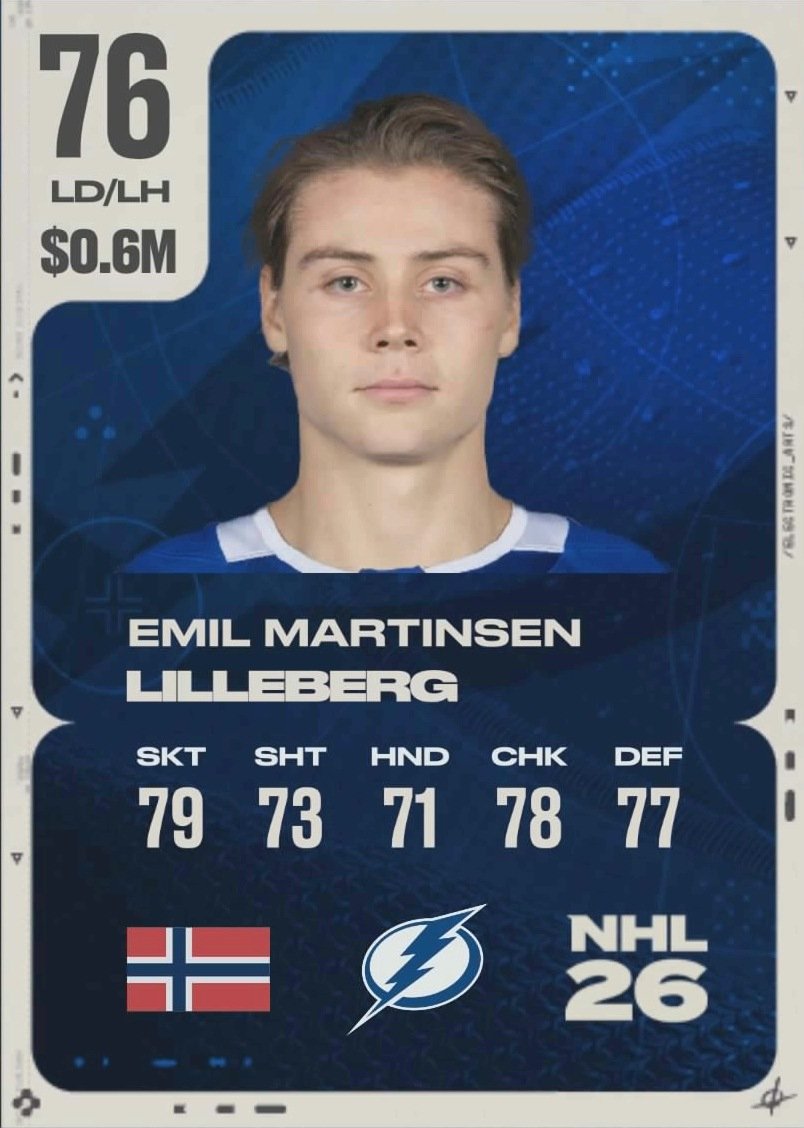 76
LD/LH
$0.6M
EMIL MARTINSEN
LILLEBERG
SKT SHT HND CHK DEF
79 73 71 78 77
NHL
26
/ELECTRONIC_ARTS/